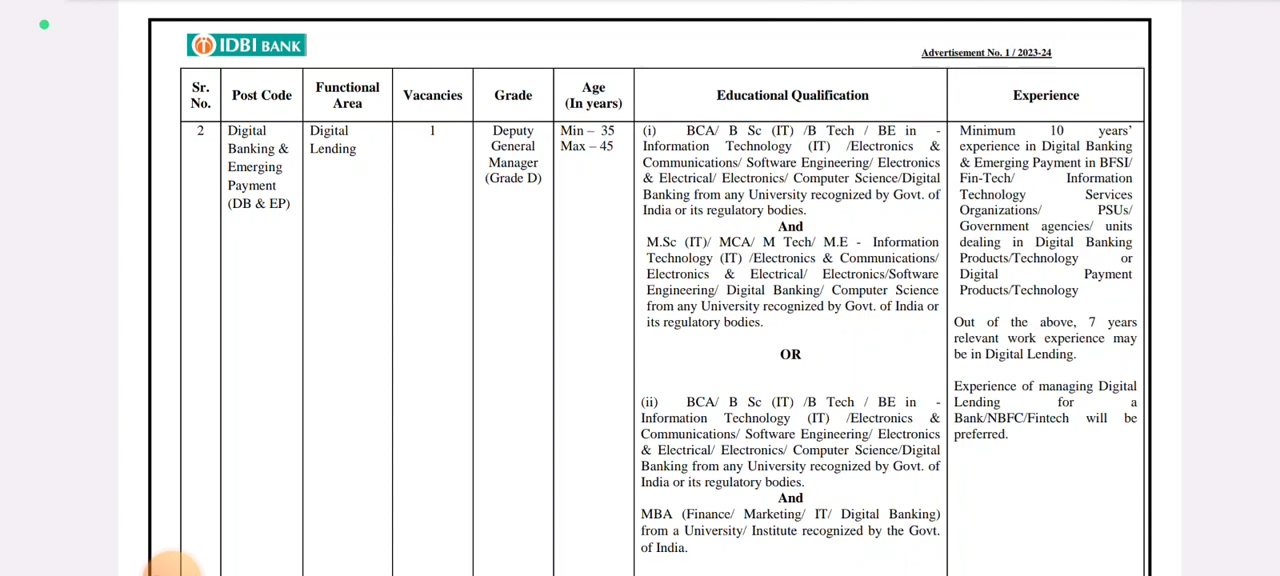 IDBI BANK
Advertisement No. 1 / 2023-24
Sr. No.
Post Code
Functional Area
Vacancies
Grade
Age (In years)
Educational Qualification
Experience
2
Digital
Banking &
Emerging
Payment
(DB & EP)
Digital
Lending
1
Deputy
General
Manager
(Grade D)
Min – 35
Max – 45
(i) BCA/ B Sc (IT) /B Tech / BE in -
Information Technology (IT) /Electronics &
Communications/ Software Engineering/ Electronics
& Electrical/ Electronics/ Computer Science/Digital
Banking from any University recognized by Govt. of
India or its regulatory bodies.
And
M.Sc (IT)/ MCA/ M Tech/ M.E - Information
Technology (IT) /Electronics & Communications/
Electronics & Electrical/ Electronics/Software
Engineering/ Digital Banking/ Computer Science
from any University recognized by Govt. of India or
its regulatory bodies.
OR
(ii) BCA/ B Sc (IT) /B Tech / BE in -
Information Technology (IT) /Electronics &
Communications/ Software Engineering/ Electronics
& Electrical/ Electronics/ Computer Science/Digital
Banking from any University recognized by Govt. of
India or its regulatory bodies.
And
MBA (Finance/ Marketing/ IT/ Digital Banking)
from a University/ Institute recognized by the Govt.
of India.
Minimum 10 years’
experience in Digital Banking
& Emerging Payment in BFSI/
Fin-Tech/ Information
Technology Services
Organizations/ PSUs/
Government agencies/ units
dealing in Digital Banking
Products/Technology or
Digital Payment
Products/Technology
Out of the above, 7 years
relevant work experience may
be in Digital Lending.
Experience of managing Digital
Lending for a
Bank/NBFC/Fintech will be
preferred.